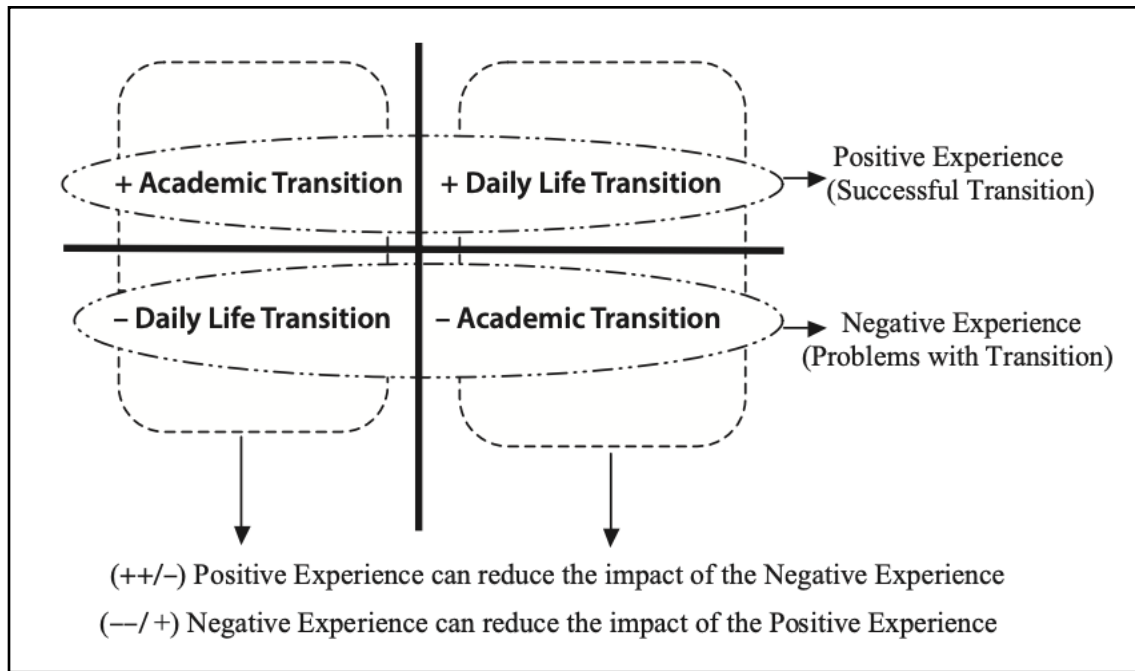 + Academic Transition
+ Daily Life Transition
Positive Experience
(Successful Transition)
– Daily Life Transition
– Academic Transition
Negative Experience
(Problems with Transition)
(++/–) Positive Experience can reduce the impact of the Negative Experience
(––/ +) Negative Experience can reduce the impact of the Positive Experience